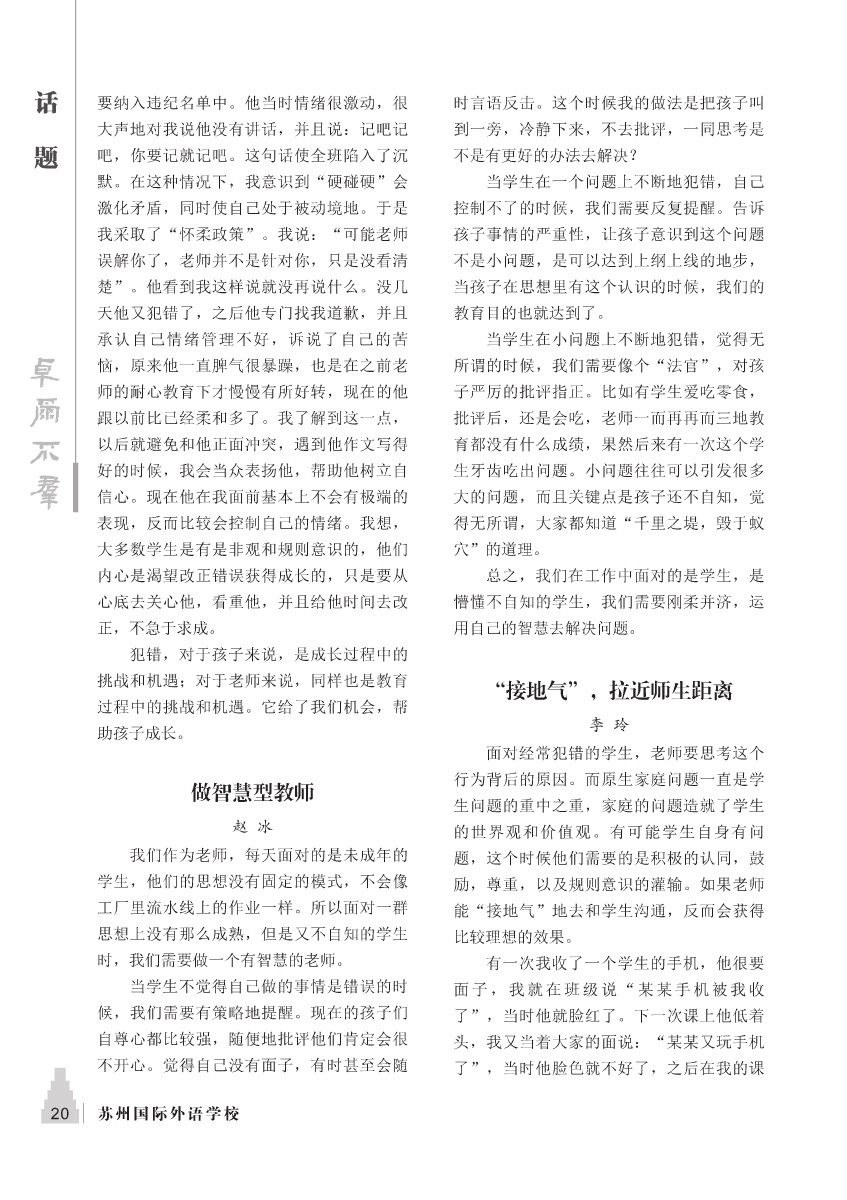 话
题
卓尔不群
要纳入违纪名单中。他当时情绪很激动，很
大声地对我说他没有讲话，并且说：记吧记
吧，你要记就记吧。这句话使全班陷入了沉
默。在这种情况下，我意识到“硬碰硬”会
激化矛盾，同时使自己处于被动境地。于是
我采取了“怀柔政策”。我说：“可能老师
误解你了，老师并不是针对你，只是没看清
楚”。他看到我这样说就没再说什么。没几
天他又犯错了，之后他专门找我道歉，并且
承认自己情绪管理不好，诉说了自己的苦
恼，原来他一直脾气很暴躁，也是在之前老
师的耐心教育下才慢慢有所好转，现在的他
跟以前比已经柔和多了。我了解到这一点，
以后就避免和他正面冲突，遇到他作文写得
好的时候，我会当众表扬他，帮助他树立自
信心。现在他在我面前基本上不会有极端的
表现，反而比较会控制自己的情绪。我想，
大多数学生是有是非观和规则意识的，他们
内心是渴望改正错误获得成长的，只是要从
心底去关心他，看重他，并且给他时间去改
正，不急于求成。
犯错，对于孩子来说，是成长过程中的
挑战和机遇；对于老师来说，同样也是教育
过程中的挑战和机遇。它给了我们机会，帮
助孩子成长。
做智慧型教师
赵 冰
我们作为老师，每天面对的是未成年的
学生，他们的思想没有固定的模式，不会像
工厂里流水线上的作业一样。所以面对一群
思想上没有那么成熟，但是又不自知的学生
时，我们需要做一个有智慧的老师。
当学生不觉得自己做的事情是错误的时
候，我们需要有策略地提醒。现在的孩子们
自尊心都比较强，随便地批评他们肯定会很
不开心。觉得自己没有面子，有时甚至会随
时言语反击。这个时候我的做法是把孩子叫
到一旁，冷静下来，不去批评，一同思考是
不是有更好的办法去解决？
当学生在一个问题上不断地犯错，自己
控制不了的时候，我们需要反复提醒。告诉
孩子事情的严重性，让孩子意识到这个问题
不是小问题，是可以达到上纲上线的地步，
当孩子在思想里有这个认识的时候，我们的
教育目的也就达到了。
当学生在小问题上不断地犯错，觉得无
所谓的时候，我们需要像个“法官”，对孩
子严厉的批评指正。比如有学生爱吃零食，
批评后，还是会吃，老师一而再再而三地教
育都没有什么成绩，果然后来有一次这个学
生牙齿吃出问题。小问题往往可以引发很多
大的问题，而且关键点是孩子还不自知，觉
得无所谓，大家都知道“千里之堤，毁于蚁
穴”的道理。
总之，我们在工作中面对的是学生，是
懵懂不自知的学生，我们需要刚柔并济，运
用自己的智慧去解决问题。
“接地气”，拉近师生距离
李 玲
面对经常犯错的学生，老师要思考这个
行为背后的原因。而原生家庭问题一直是学
生问题的重中之重，家庭的问题造就了学生
的世界观和价值观。有可能学生自身有问
题，这个时候他们需要的是积极的认同，鼓
励，尊重，以及规则意识的灌输。如果老师
能“接地气”地去和学生沟通，反而会获得
比较理想的效果。
有一次我收了一个学生的手机，他很要
面子，我就在班级说“某某手机被我收
了”，当时他就脸红了。下一次课上他低着
头，我又当着大家的面说：“某某又玩手机
了”，当时他脸色就不好了，之后在我的课
20
苏州国际外语学校